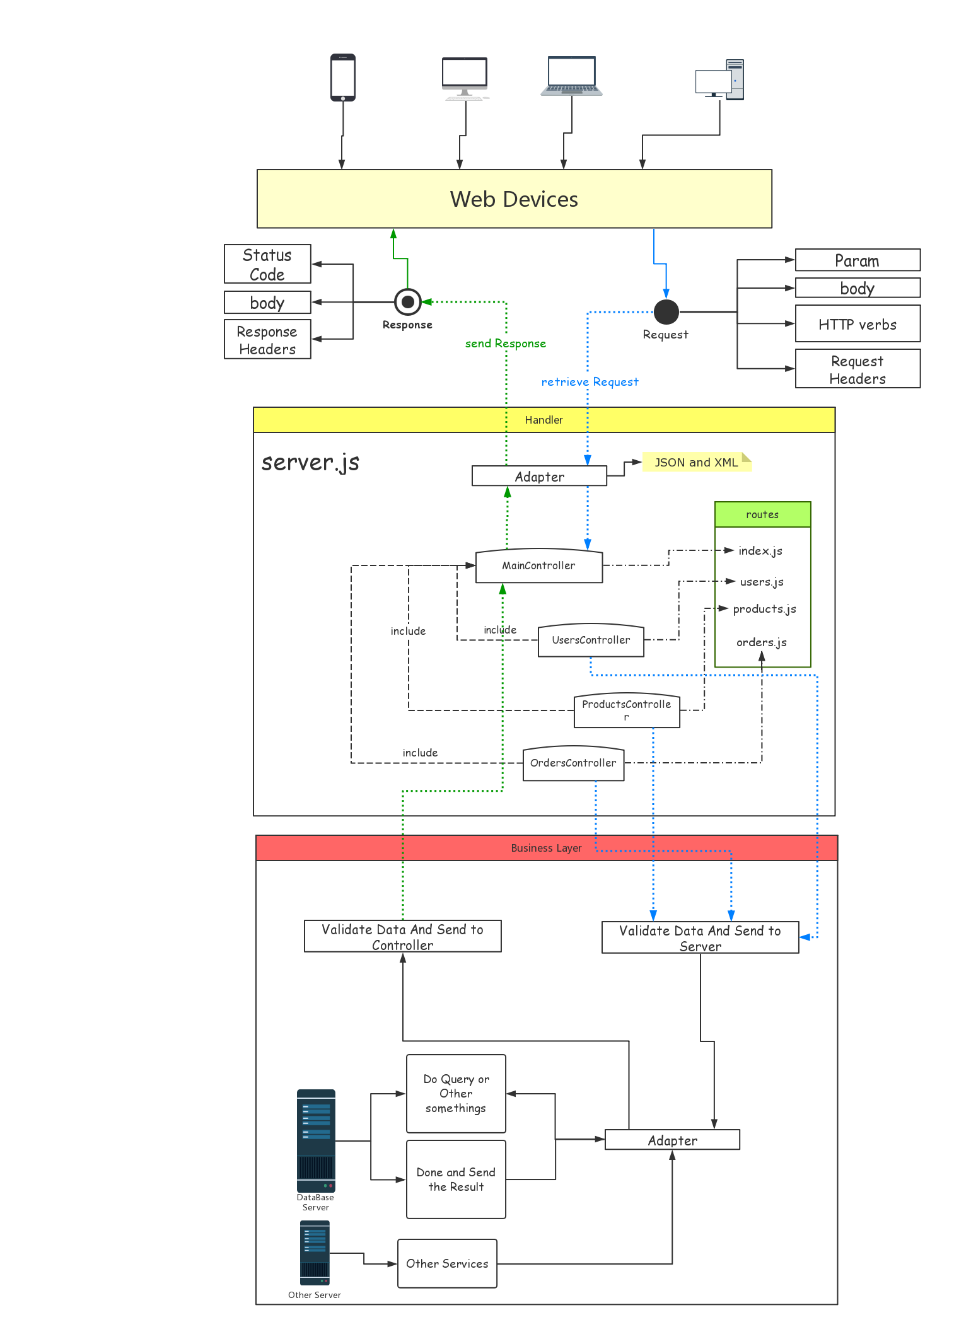 Web Devices
Status
Code
body
Response
Headers
Response
Request
Param
body
HTTP verbs
Request
Headers
send Response
retrieve Request
Handler
server.js
Adapter
JSON and XML
routes
index.js
users.js
products.js
orders.js
MainController
include
include
UsersController
ProductsControlle
r
include
OrdersController
Business Layer
Validate Data And Send to
Controller
Validate Data And Send to
Server
Do Query or
Other
somethings
Adapter
Done and Send
the Result
DataBase
Server
Other Services
Other Server